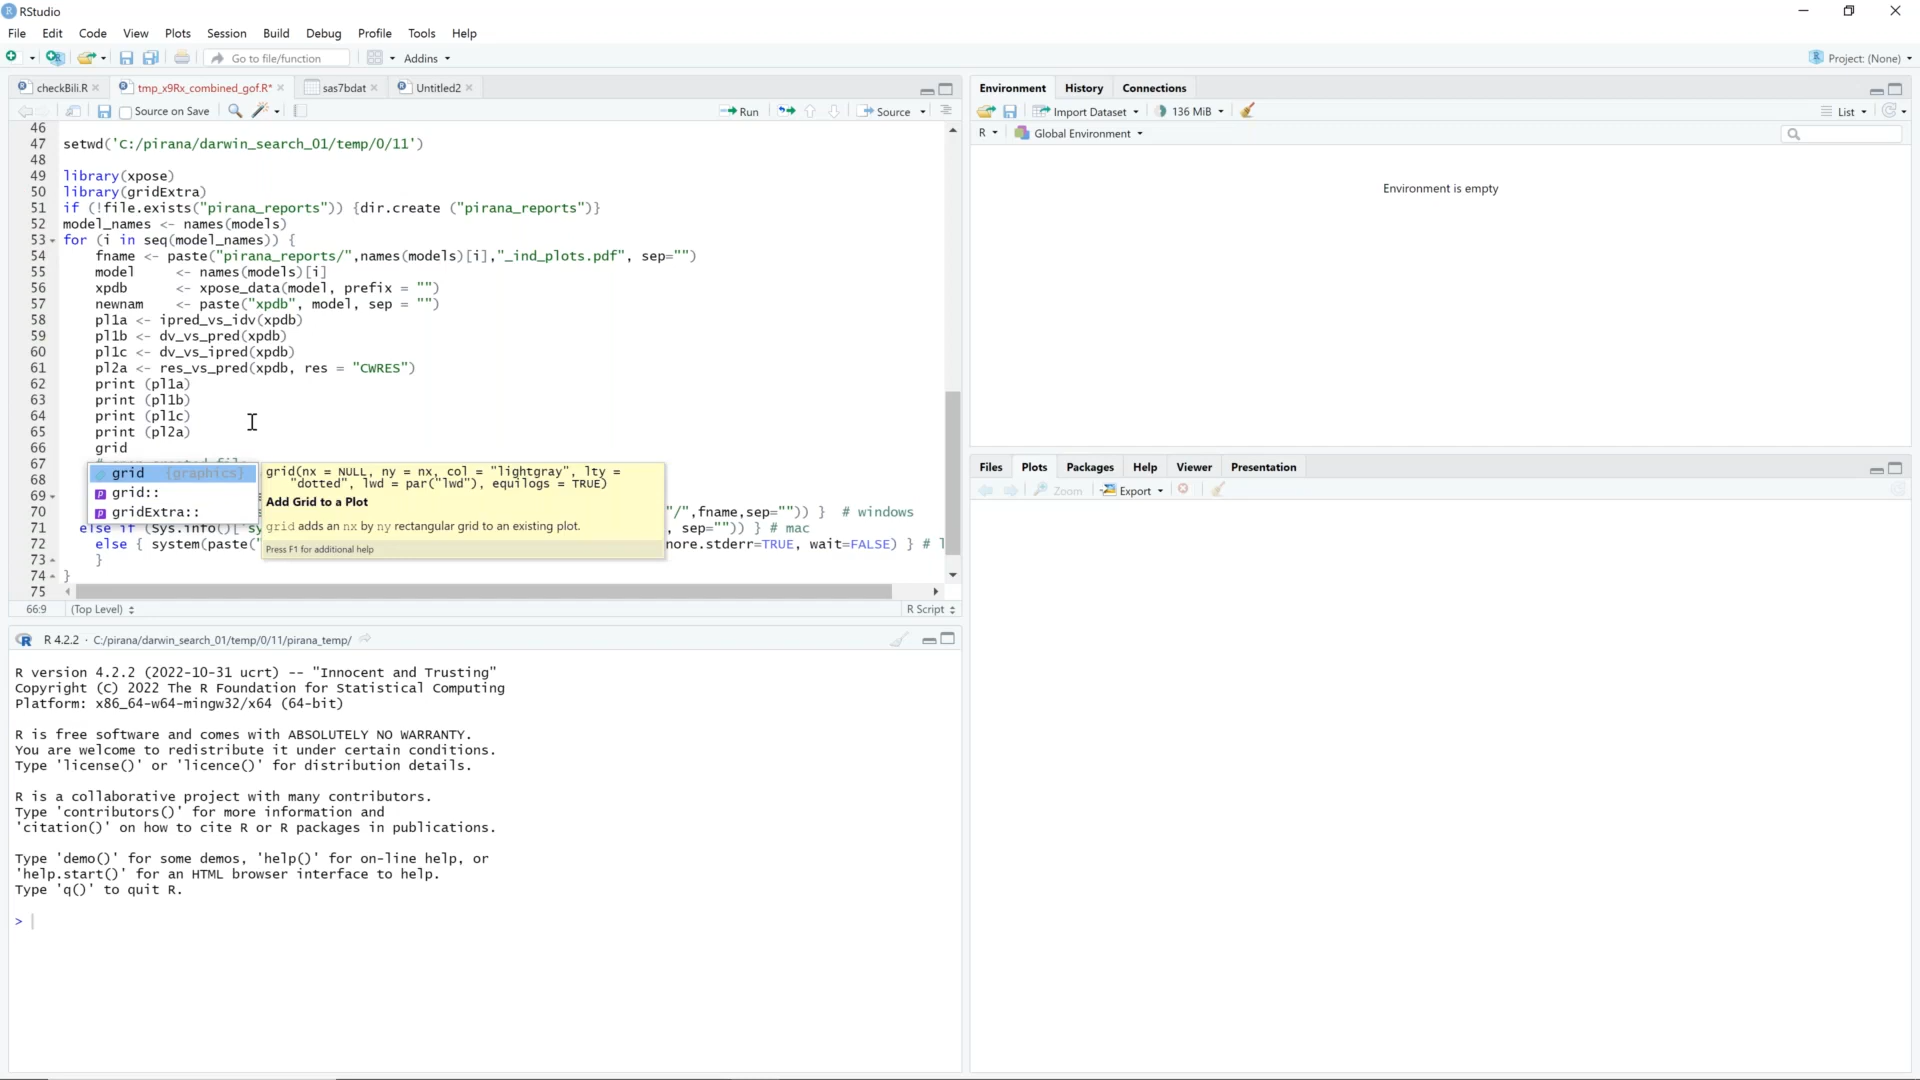 RStudio
File Edit Code View Plots Session Build Debug Profile Tools Help
Go to file/function Addins Project: (None)
checkBili.R tmp_x9Rx_combined_gof.R* sas7bdat Untitled2
Source on Save Run Source
46
47 setwd('C:/pirana/darwin_search_01/temp/0/11')
48
49 library(xpose)
50 library(gridExtra)
51 if (!file.exists("pirana_reports")) {dir.create ("pirana_reports")}
52 model_names <- names(models)
53 for (i in seq(model_names)) {
54 fname <- paste("pirana_reports/",names(models)[i],"_ind_plots.pdf", sep="")
55 model <- names(models)[i]
56 xpdb <- xpose_data(model, prefix = "")
57 newnam <- paste("xpdb", model, sep = "")
58 pl1a <- ipred_vs_idv(xpdb)
59 pl1b <- dv_vs_pred(xpdb)
60 pl1c <- dv_vs_ipred(xpdb)
61 pl2a <- res_vs_pred(xpdb, res = "CWRES")
62 print (pl1a)
63 print (pl1b)
64 print (pl1c)
65 print (pl2a)
66 grid
67
68
69
70 "/",fname,sep="")) } # windows
71 else if (Sys.info()["sy , sep="")) } # mac
72 else { system(paste(" nore.stderr=TRUE, wait=FALSE) } # l
73 }
74 }
75
grid {graphics}
grid::
gridExtra::
grid(nx = NULL, ny = nx, col = "lightgray", lty =
"dotted", lwd = par("lwd"), equilogs = TRUE)
Add Grid to a Plot
grid adds an nx by ny rectangular grid to an existing plot.
Press F1 for additional help
66:9 (Top Level) R Script
R 4.2.2 · C:/pirana/darwin_search_01/temp/0/11/pirana_temp/
R version 4.2.2 (2022-10-31 ucrt) -- "Innocent and Trusting"
Copyright (C) 2022 The R Foundation for Statistical Computing
Platform: x86_64-w64-mingw32/x64 (64-bit)
R is free software and comes with ABSOLUTELY NO WARRANTY.
You are welcome to redistribute it under certain conditions.
Type 'license()' or 'licence()' for distribution details.
R is a collaborative project with many contributors.
Type 'contributors()' for more information and
'citation()' on how to cite R or R packages in publications.
Type 'demo()' for some demos, 'help()' for on-line help, or
'help.start()' for an HTML browser interface to help.
Type 'q()' to quit R.
>
Environment History Connections
Import Dataset 136 MiB List
R Global Environment
Environment is empty
Files Plots Packages Help Viewer Presentation
Zoom Export